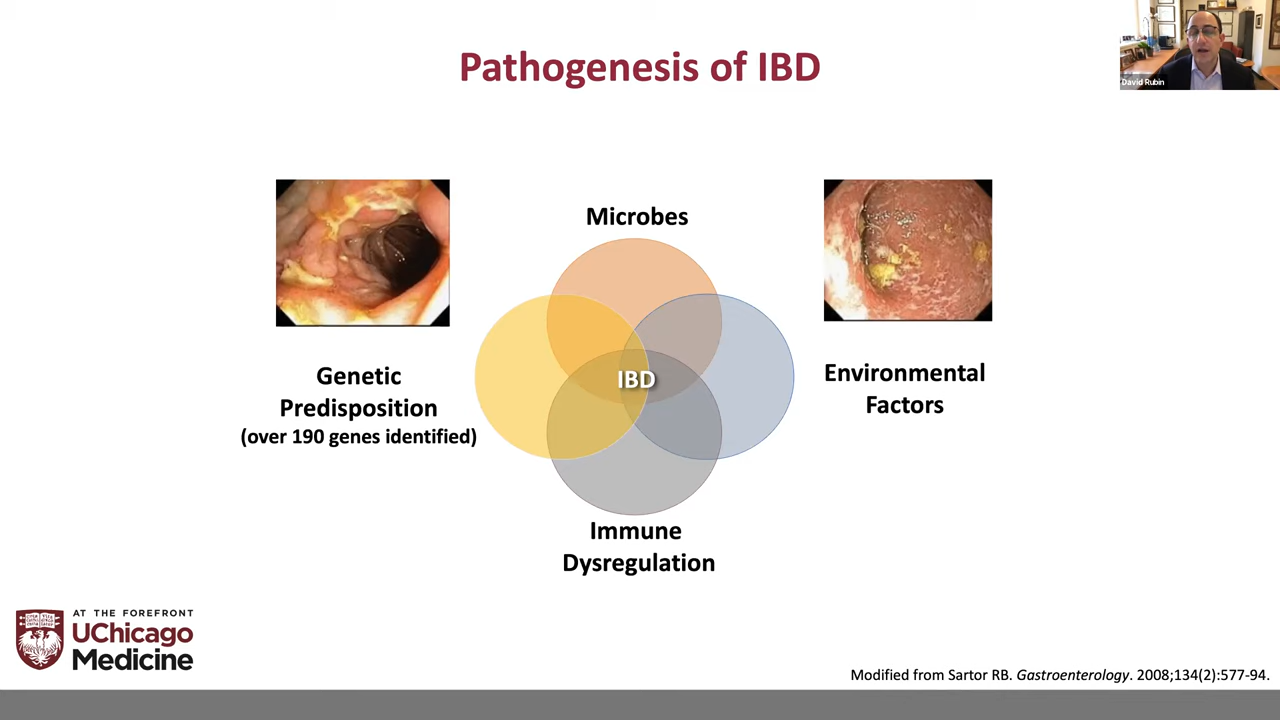 Pathogenesis of IBD
David Rubin
Microbes
Genetic
Predisposition
(over 190 genes identified)
IBD
Environmental
Factors
Immune
Dysregulation
AT THE FOREFRONT
UChicago
Medicine
Modified from Sartor RB. Gastroenterology. 2008;134(2):577-94.